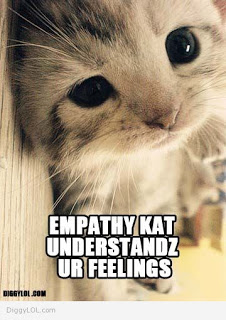 EMPATHY KAT
UNDERSTANDZ
UR FEELINGS
DIGGYLOL.COM
DiggyLOL.com